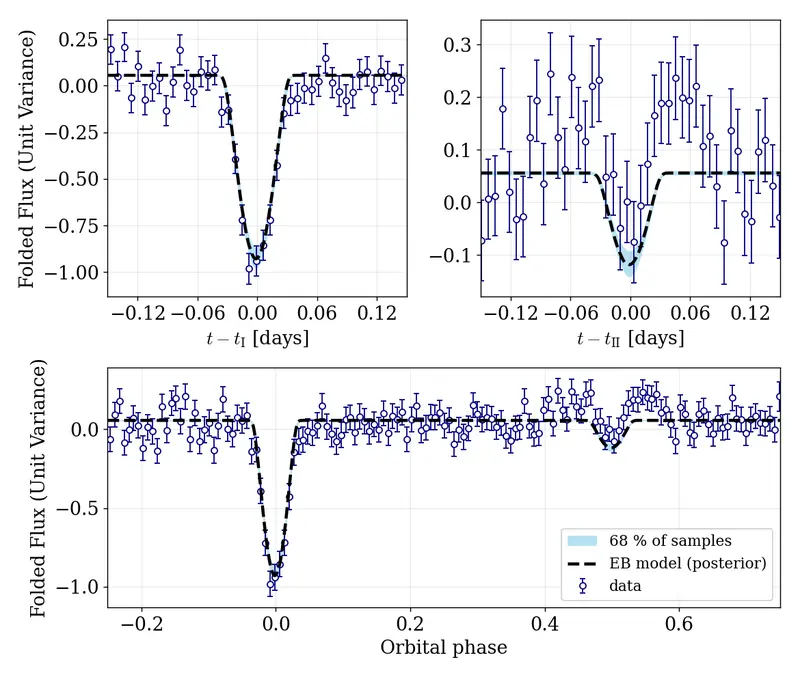 Folded Flux (Unit Variance)
0.25
0.00
−0.25
−0.50
−0.75
−1.00
−0.12 −0.06 0.00 0.06 0.12
t − tI [days]
0.3
0.2
0.1
0.0
−0.1
−0.12 −0.06 0.00 0.06 0.12
t − tII [days]
Folded Flux (Unit Variance)
0.0
−0.5
−1.0
68 % of samples
EB model (posterior)
data
−0.2 0.0 0.2 0.4 0.6
Orbital phase